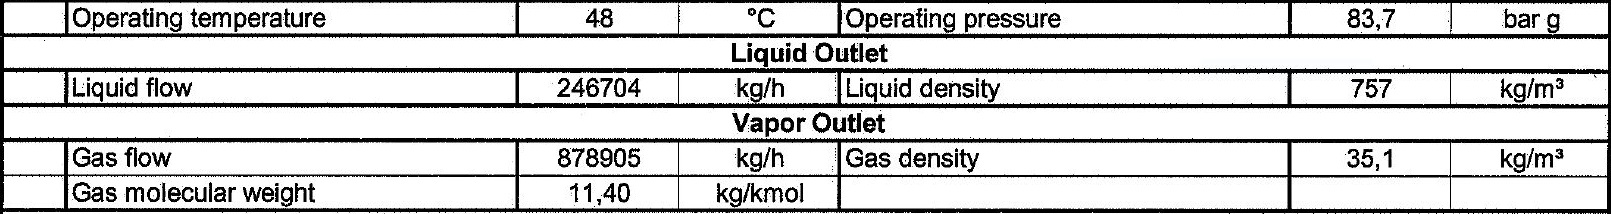 Operating temperature 48 °C Operating pressure 83,7 bar g
Liquid Outlet
Liquid flow 246704 kg/h Liquid density 757 kg/m³
Vapor Outlet
Gas flow 878905 kg/h Gas density 35,1 kg/m³
Gas molecular weight 11,40 kg/kmol